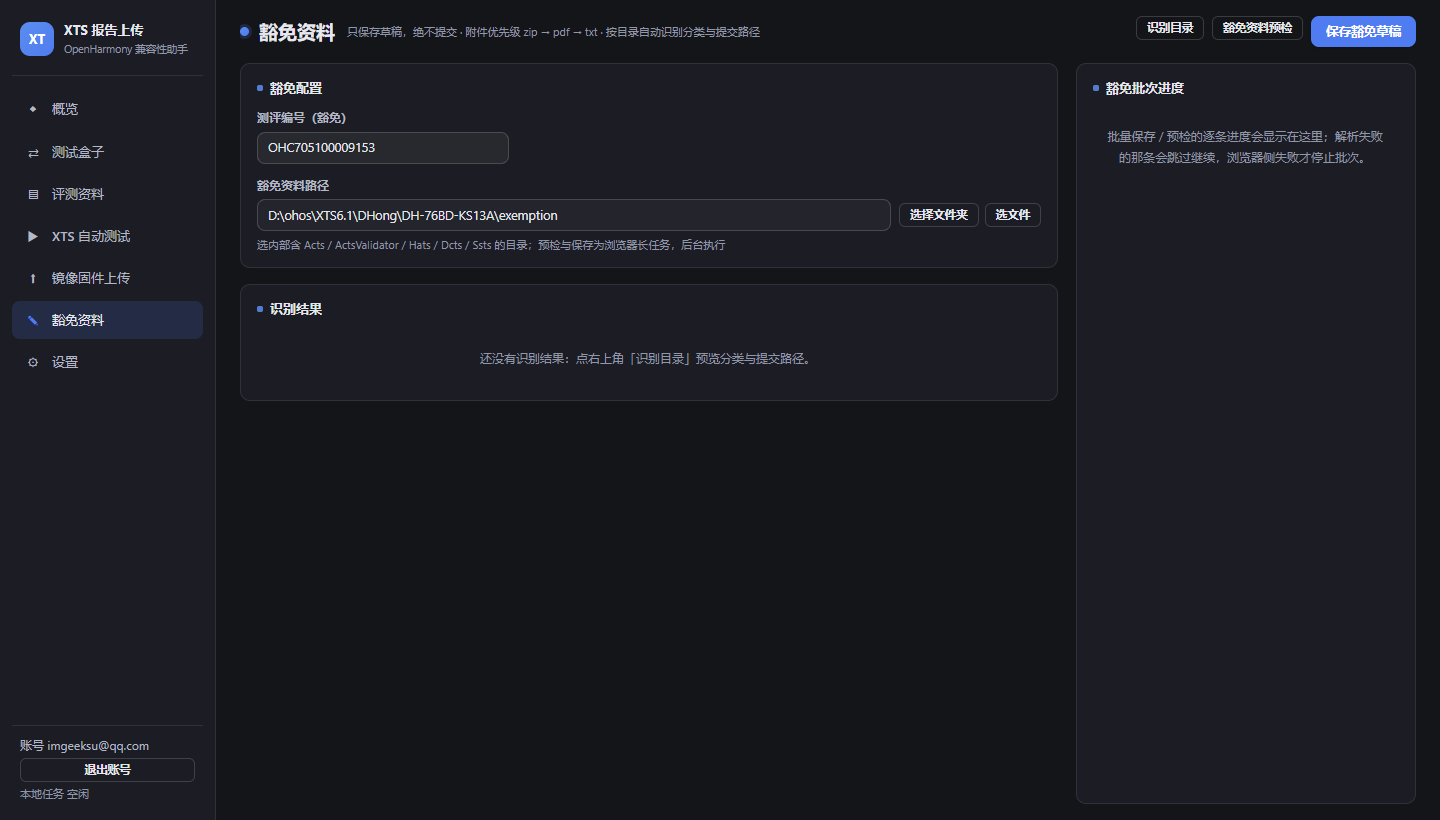 XT
XTS 报告上传
OpenHarmony 兼容性助手
概览
测试盒子
评测资料
XTS 自动测试
镜像固件上传
豁免资料
设置
账号 imgeeksu@qq.com
退出账号
本地任务 空闲
豁免资料
只保存草稿，绝不提交 · 附件优先级 zip → pdf → txt · 按目录自动识别分类与提交路径
识别目录
豁免资料预检
保存豁免草稿
豁免配置
测评编号（豁免）
OHC705100009153
豁免资料路径
D:\ohos\XTS6.1\DHong\DH-76BD-KS13A\exemption
选择文件夹
选文件
选内部含 Acts / ActsValidator / Hats / Dcts / Ssts 的目录；预检与保存为浏览器长任务，后台执行
识别结果
还没有识别结果：点右上角「识别目录」预览分类与提交路径。
豁免批次进度
批量保存 / 预检的逐条进度会显示在这里；解析失败
的那条会跳过继续，浏览器侧失败才停止批次。